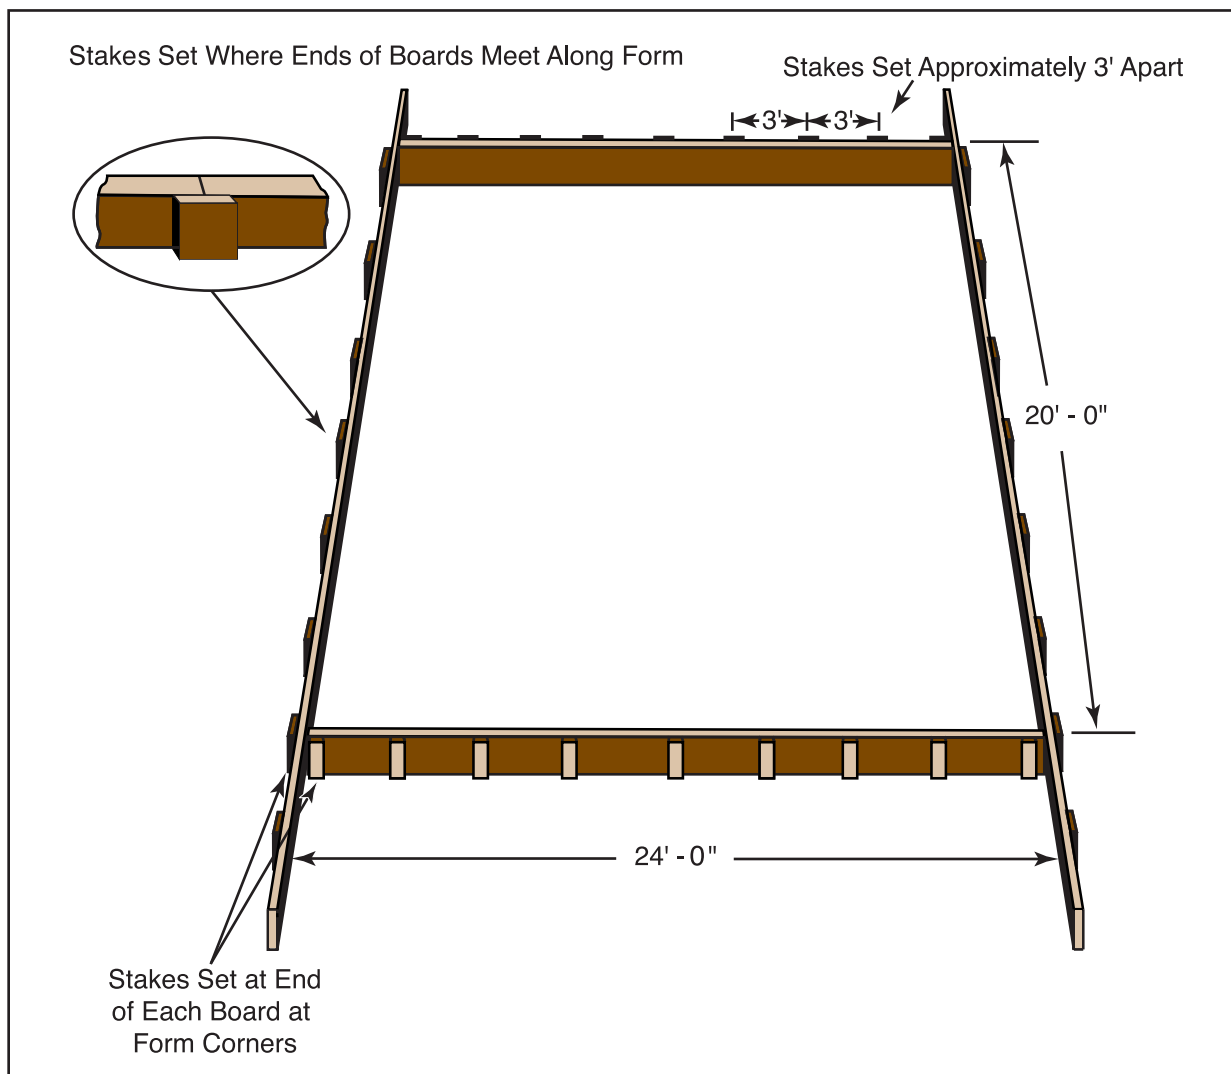 Stakes Set Where Ends of Boards Meet Along Form
Stakes Set Approximately 3' Apart
3' 3'
20' - 0"
24' - 0"
Stakes Set at End
of Each Board at
Form Corners